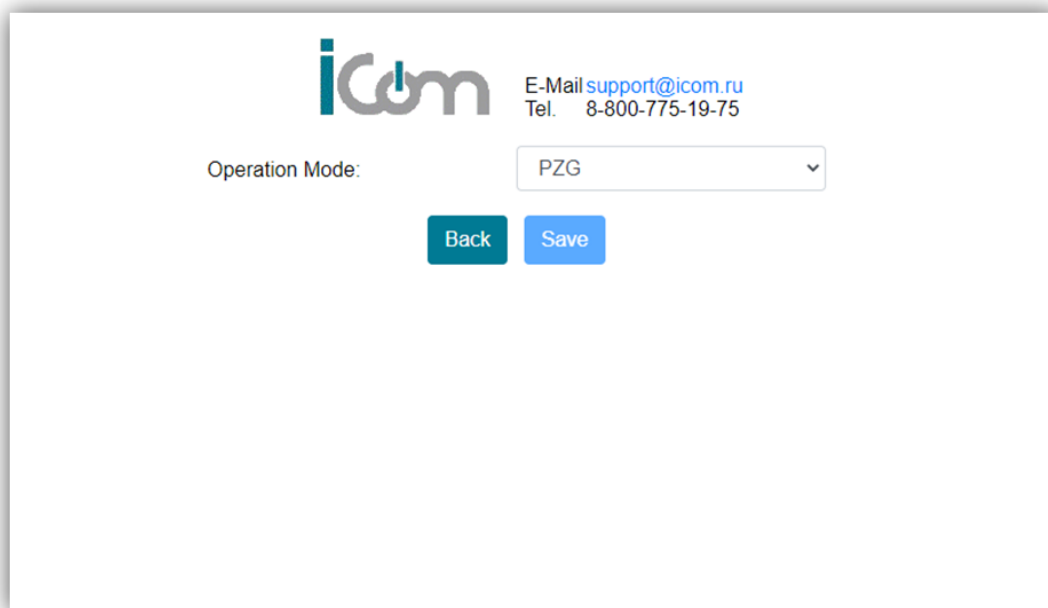 iCom
E-Mail support@icom.ru
Tel. 8-800-775-19-75
Operation Mode: PZG
Back Save